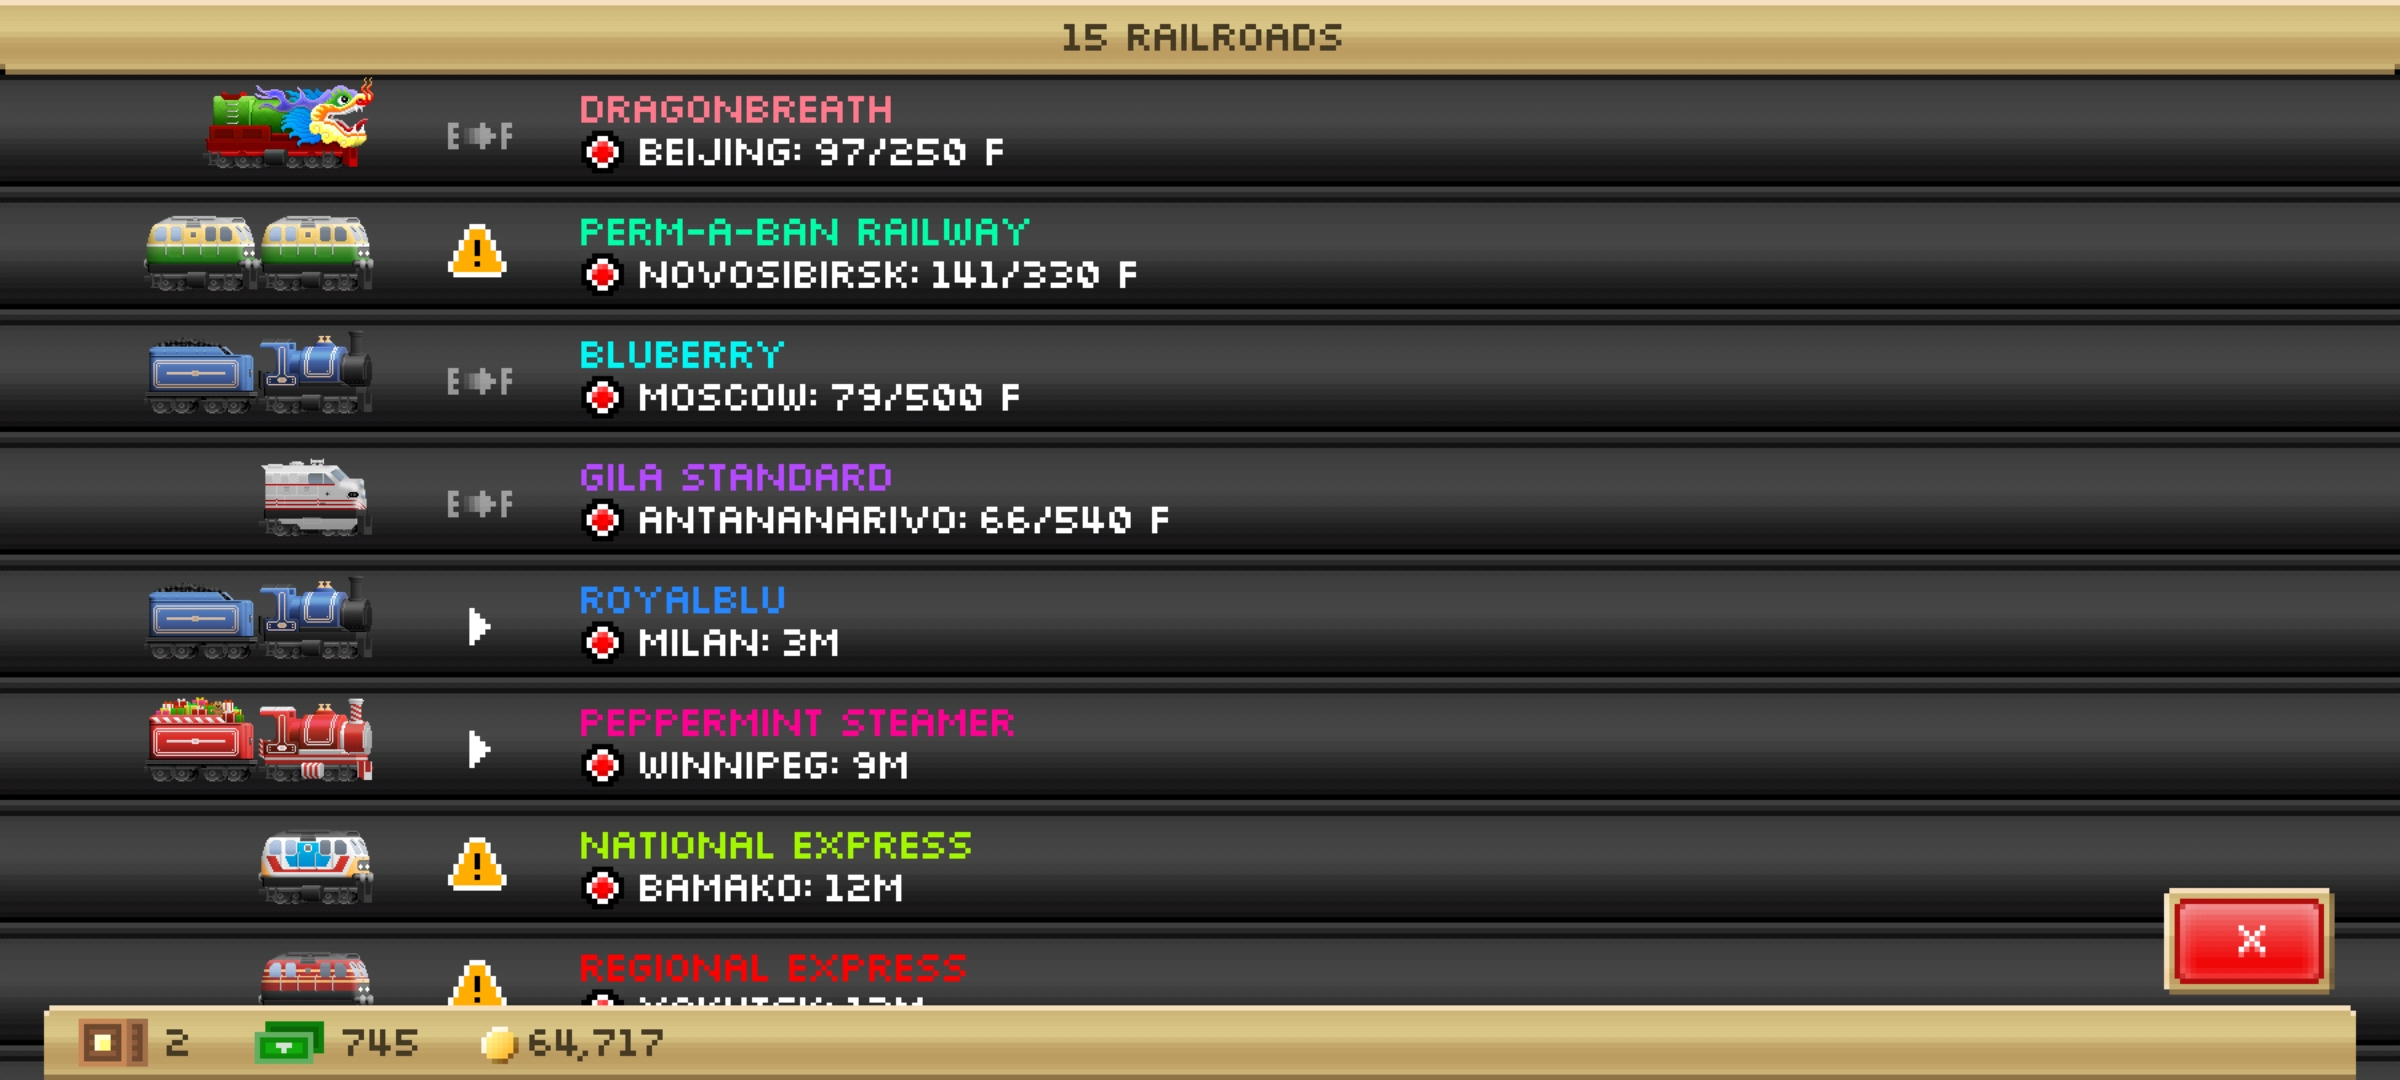 15 RAILROADS
DRAGONBREATH
E F
BEIJING: 97/250 F
PERM-A-BAN RAILWAY
NOVOSIBIRSK: 141/330 F
BLUBERRY
E F
MOSCOW: 79/500 F
GILA STANDARD
E F
ANTANANARIVO: 66/540 F
ROYALBLU
MILAN: 3M
PEPPERMINT STEAMER
WINNIPEG: 9M
NATIONAL EXPRESS
BAMAKO: 12M
REGIONAL EXPRESS
X
2 745 64,717